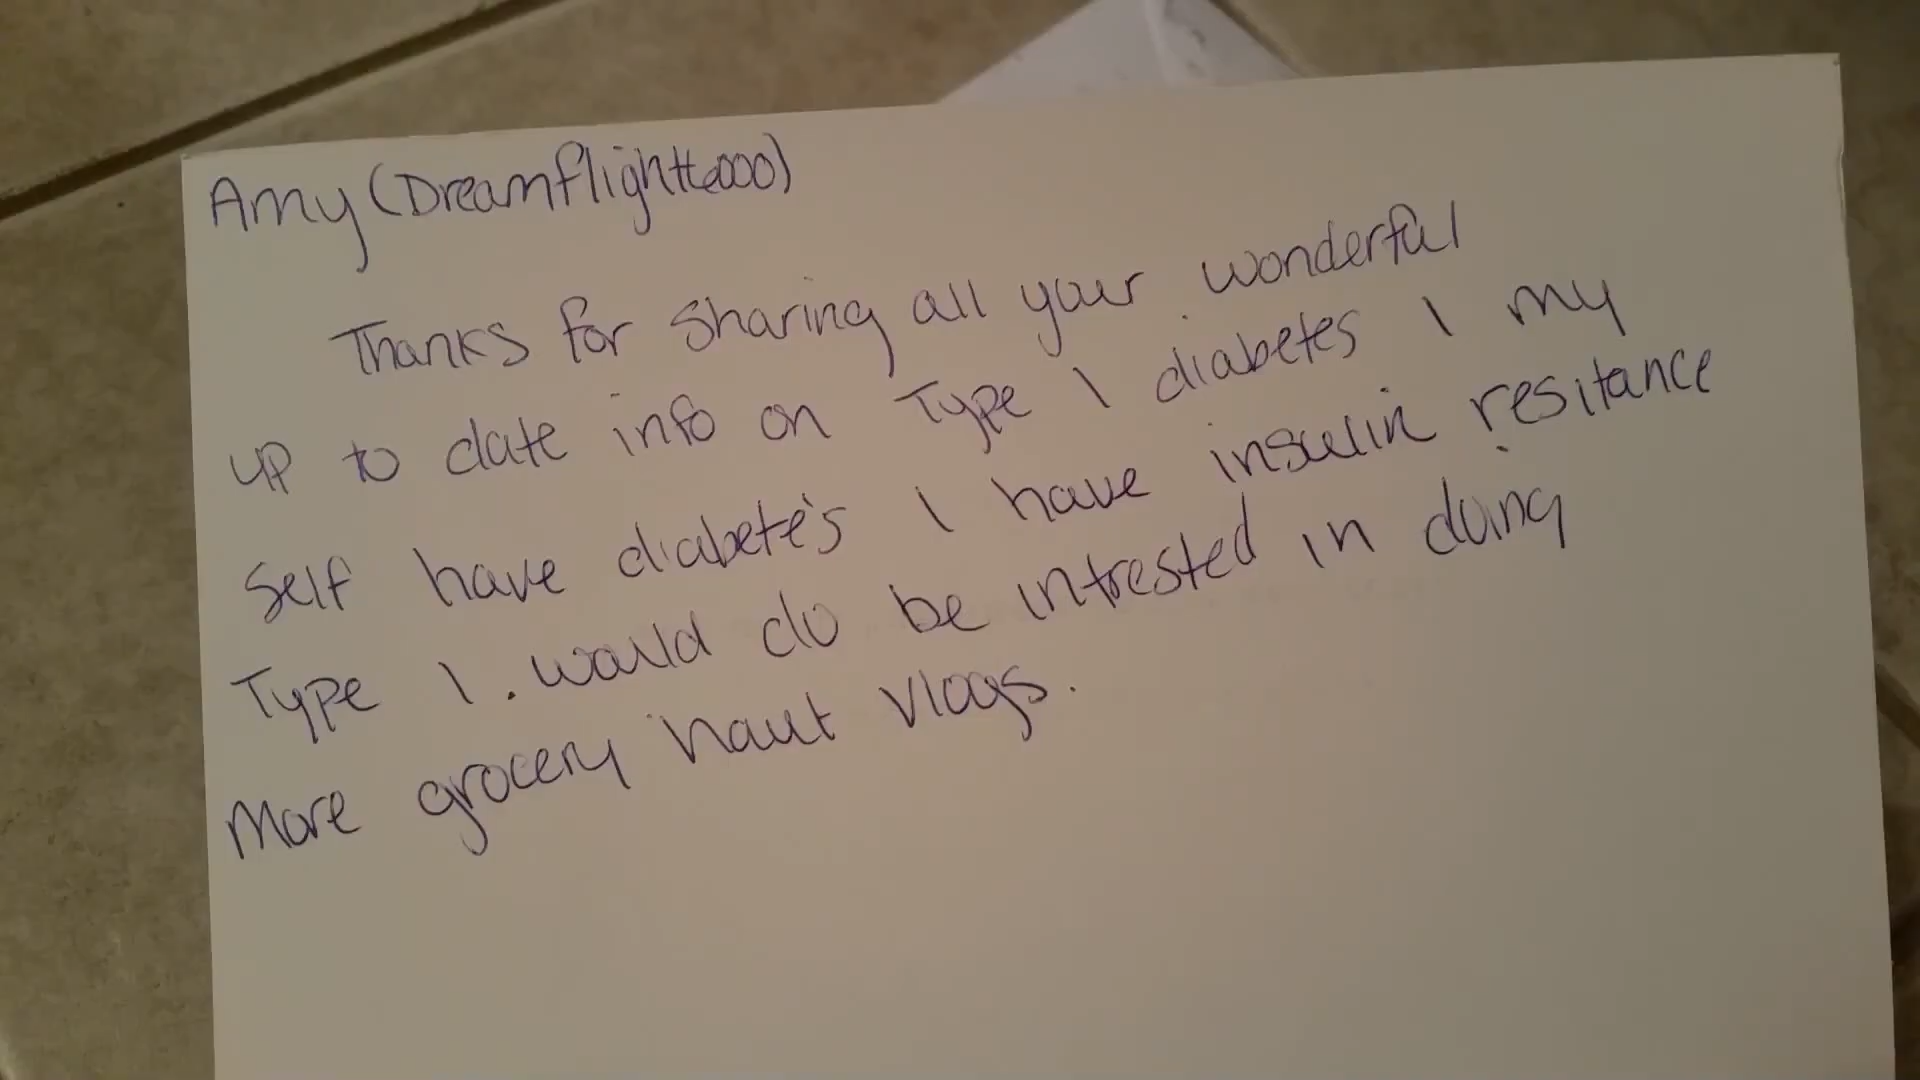 Amy (Dreamflight2000)
Thanks for sharing all your wonderful
up to date info on Type 1 diabetes I my
self have diabete's I have insulin resitance
Type 1. would do be intrested in doing
More grocery haul vlogs.